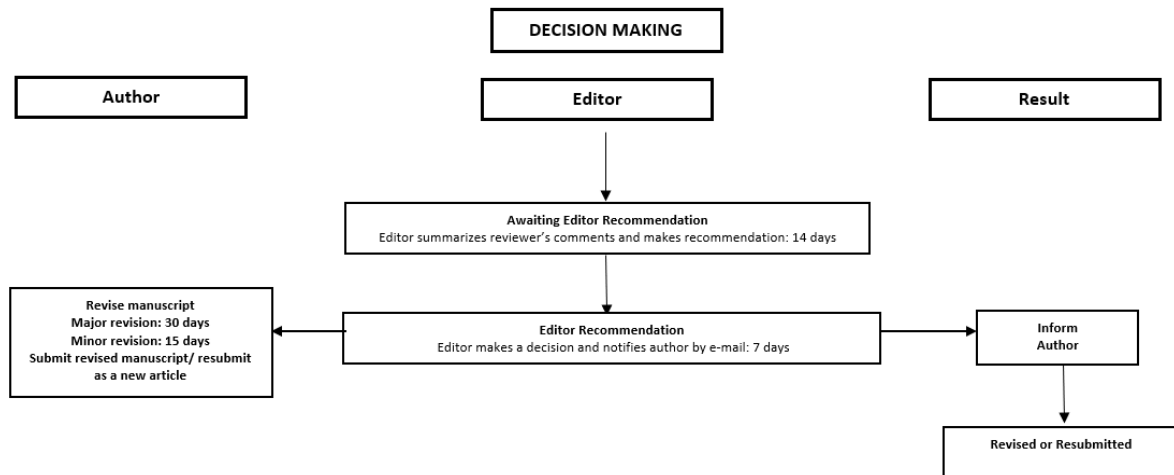 DECISION MAKING
Author
Editor
Result
Awaiting Editor Recommendation
Editor summarizes reviewer's comments and makes recommendation: 14 days
Revise manuscript
Major revision: 30 days
Minor revision: 15 days
Submit revised manuscript/ resubmit
as a new article
Editor Recommendation
Editor makes a decision and notifies author by e-mail: 7 days
Inform
Author
Revised or Resubmitted